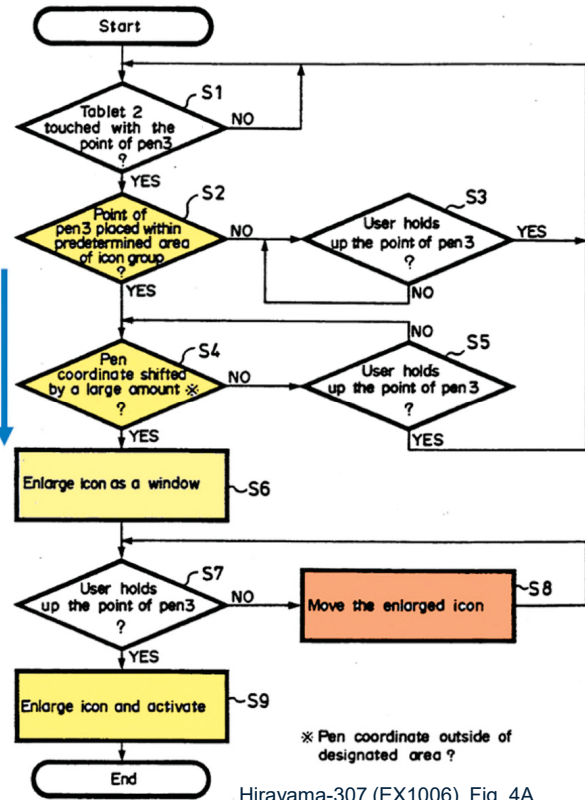 Start
S1
Tablet 2
touched with the
point of pen3
?
NO
YES
S2
Point of
pen3 placed within
predetermined area
of icon group
?
NO
YES
S3
User holds
up the point of pen3
?
YES
NO
S4
Pen
coordinate shifted
by a large amount ※
?
NO
YES
S5
NO
User holds
up the point of pen3
?
YES
Enlarge icon as a window
S6
S7
User holds
up the point of pen3
?
NO
YES
Move the enlarged icon
S8
Enlarge icon and activate
S9
※ Pen coordinate outside of
designated area ?
End
Hirayama-307 (EX1006), Fig. 4A